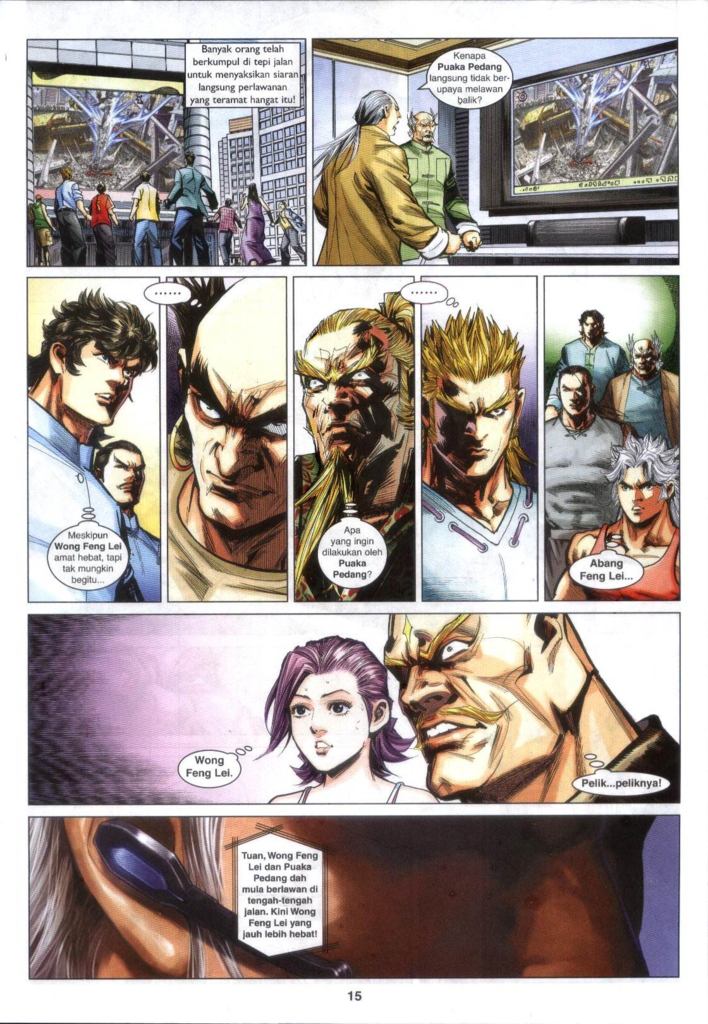 Banyak orang telah
berkumpul di tepi jalan
untuk menyaksikan siaran
langsung perlawanan
yang teramat hangat itu!
Kenapa
Puaka Pedang
langsung tidak ber-
upaya melawan
balik?
Meskipun
Wong Feng Lei
amat hebat, tapi
tak mungkin
begitu...
......
Apa
yang ingin
dilakukan oleh
Puaka
Pedang?
......
Abang
Feng Lei...
Wong
Feng Lei.
Pelik...peliknya!
Tuan, Wong Feng
Lei dan Puaka
Pedang dah
mula berlawan di
tengah-tengah
jalan. Kini Wong
Feng Lei yang
jauh lebih hebat!
15